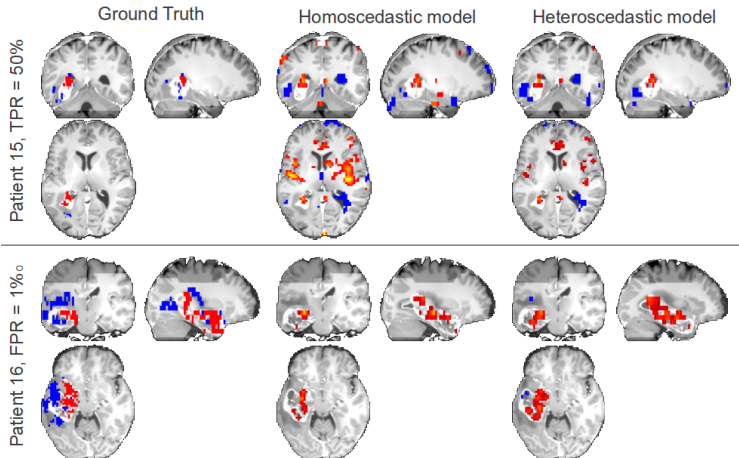 Ground Truth
Homoscedastic model
Heteroscedastic model
Patient 15, TPR = 50%
Patient 16, FPR = 1‰